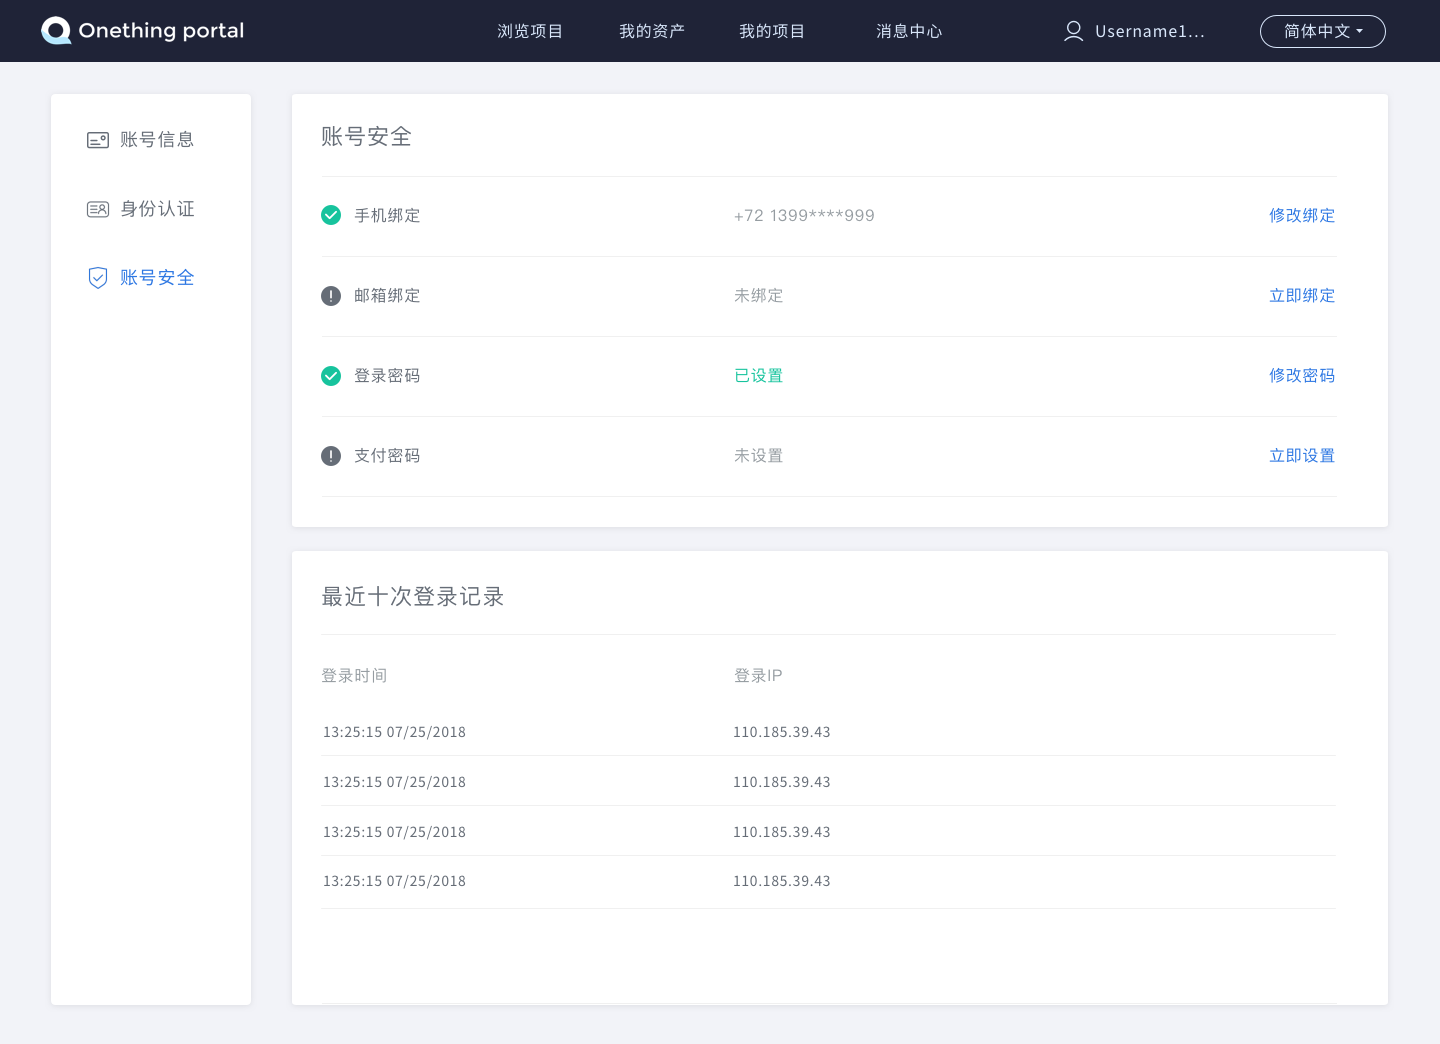 Onething portal 浏览项目 我的资产 我的项目 消息中心 Username1... 简体中文
账号信息
身份认证
账号安全
账号安全
手机绑定 +72 1399****999 修改绑定
邮箱绑定 未绑定 立即绑定
登录密码 已设置 修改密码
支付密码 未设置 立即设置
最近十次登录记录
登录时间 登录IP
13:25:15 07/25/2018 110.185.39.43
13:25:15 07/25/2018 110.185.39.43
13:25:15 07/25/2018 110.185.39.43
13:25:15 07/25/2018 110.185.39.43